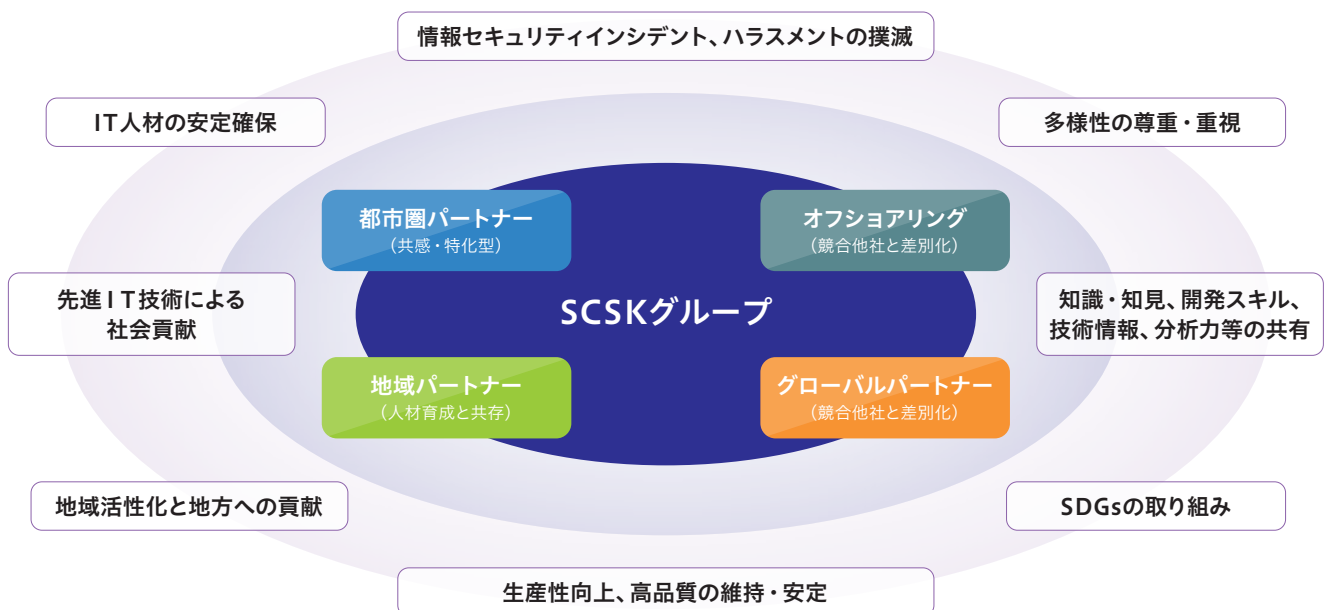 情報セキュリティインシデント、ハラスメントの撲滅
IT人材の安定確保
多様性の尊重・重視
都市圏パートナー
（共感・特化型）
オフショアリング
（競合他社と差別化）
先進IT技術による
社会貢献
SCSKグループ
知識・知見、開発スキル、
技術情報、分析力等の共有
地域パートナー
（人材育成と共存）
グローバルパートナー
（競合他社と差別化）
地域活性化と地方への貢献
SDGsの取り組み
生産性向上、高品質の維持・安定